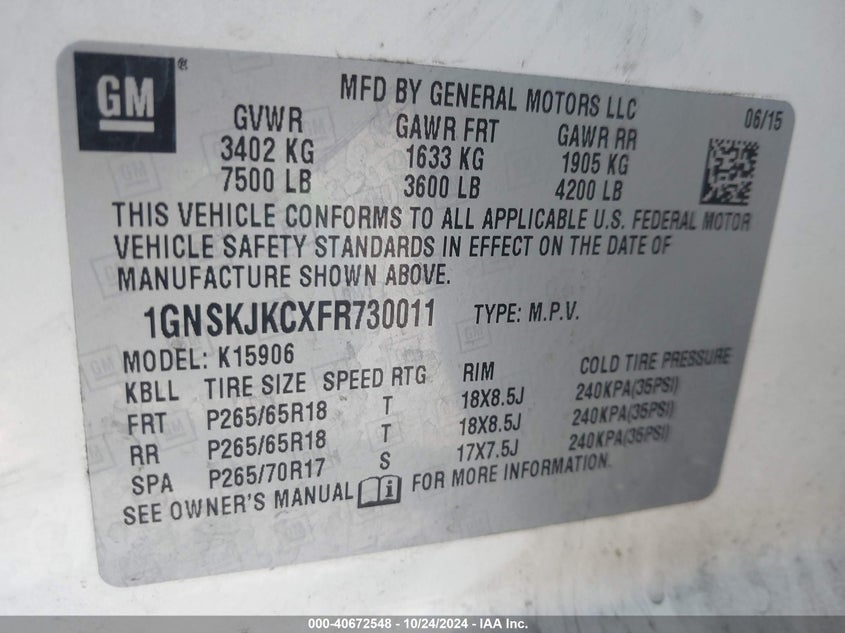 GM®
MFD BY GENERAL MOTORS LLC
06/15
GVWR GAWR FRT GAWR RR
3402 KG 1633 KG 1905 KG
7500 LB 3600 LB 4200 LB
THIS VEHICLE CONFORMS TO ALL APPLICABLE U.S. FEDERAL MOTOR
VEHICLE SAFETY STANDARDS IN EFFECT ON THE DATE OF
MANUFACTURE SHOWN ABOVE.
1GNSKJKCXFR730011 TYPE: M.P.V.
MODEL: K15906
KBLL TIRE SIZE SPEED RTG RIM COLD TIRE PRESSURE
FRT P265/65R18 T 18X8.5J 240KPA(35PSI)
RR P265/65R18 T 18X8.5J 240KPA(35PSI)
SPA P265/70R17 S 17X7.5J 240KPA(35PSI)
SEE OWNER'S MANUAL i FOR MORE INFORMATION.
000-40672548 - 10/24/2024 - IAAI Holdings, LLC.